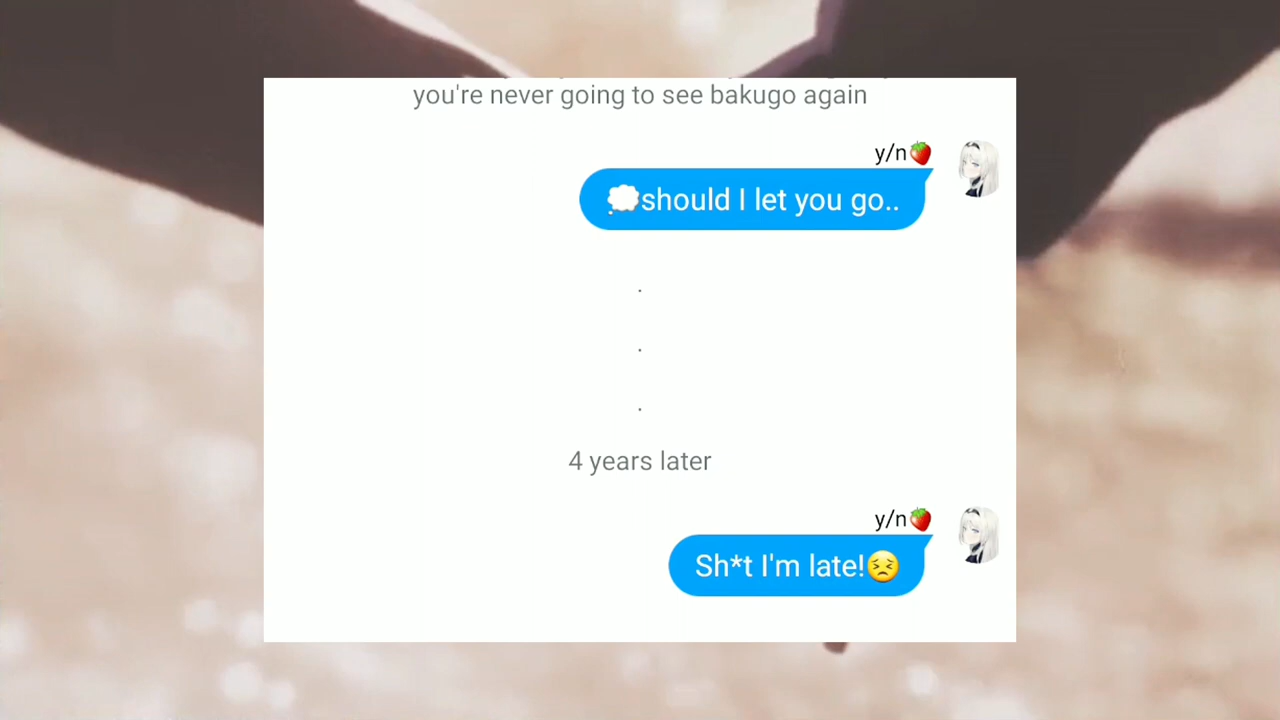 you're never going to see bakugo again
y/n🍓
💭should I let you go..
.
.
.
4 years later
y/n🍓
Sh*t I'm late!😣